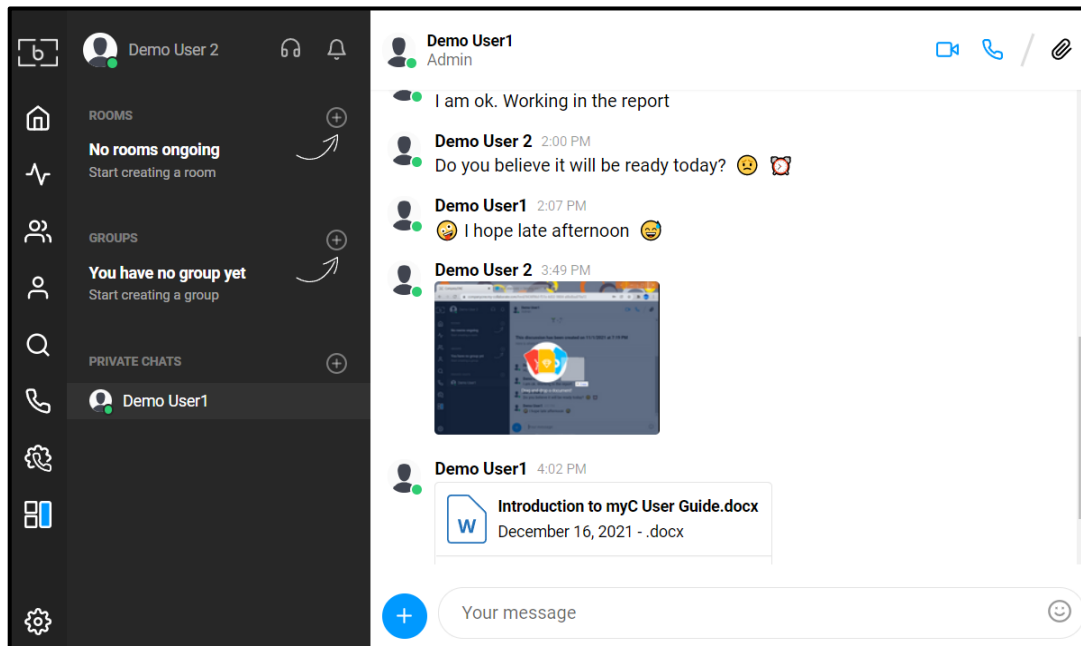 b
Demo User 2
ROOMS
No rooms ongoing
Start creating a room
GROUPS
You have no group yet
Start creating a group
PRIVATE CHATS
Demo User1
Demo User1
Admin
I am ok. Working in the report
Demo User 2 2:00 PM
Do you believe it will be ready today? 😟 ⏰
Demo User1 2:07 PM
🤪 I hope late afternoon 😅
Demo User 2 3:49 PM
Demo User1 4:02 PM
W
Introduction to myC User Guide.docx
December 16, 2021 - .docx
Your message